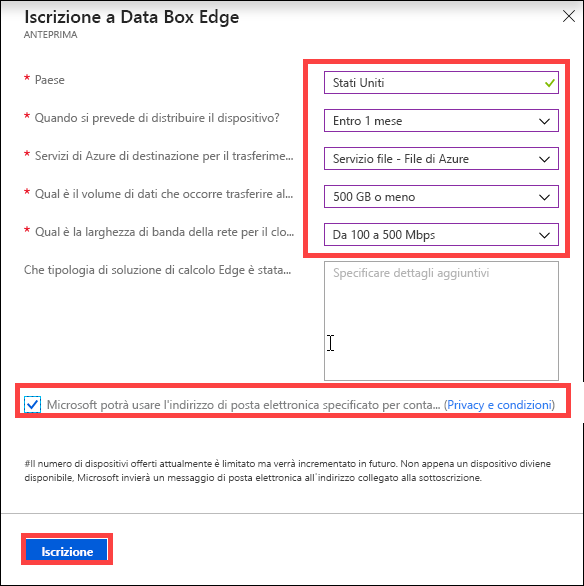 Iscrizione a Data Box Edge
ANTEPRIMA
* Paese
Stati Uniti
* Quando si prevede di distribuire il dispositivo?
Entro 1 mese
* Servizi di Azure di destinazione per il trasferime...
Servizio file - File di Azure
* Qual è il volume di dati che occorre trasferire al...
500 GB o meno
* Qual è la larghezza di banda della rete per il clo...
Da 100 a 500 Mbps
Che tipologia di soluzione di calcolo Edge è stata...
Specificare dettagli aggiuntivi
Microsoft potrà usare l'indirizzo di posta elettronica specificato per conta... (Privacy e condizioni)
#Il numero di dispositivi offerti attualmente è limitato ma verrà incrementato in futuro. Non appena un dispositivo diviene
disponibile, Microsoft invierà un messaggio di posta elettronica all`indirizzo collegato alla sottoscrizione.
Iscrizione